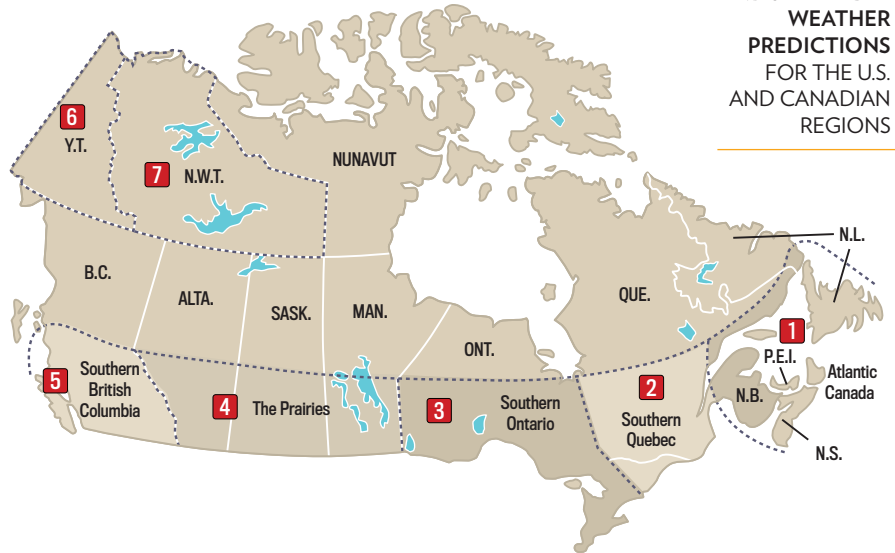 WEATHER
PREDICTIONS
FOR THE U.S.
AND CANADIAN
REGIONS
6
Y.T.
7
N.W.T.
NUNAVUT
N.L.
B.C.
ALTA.
SASK.
MAN.
ONT.
QUE.
1
P.E.I.
Atlantic
Canada
N.B.
N.S.
5
Southern
British
Columbia
4
The Prairies
3
Southern
Ontario
2
Southern
Quebec